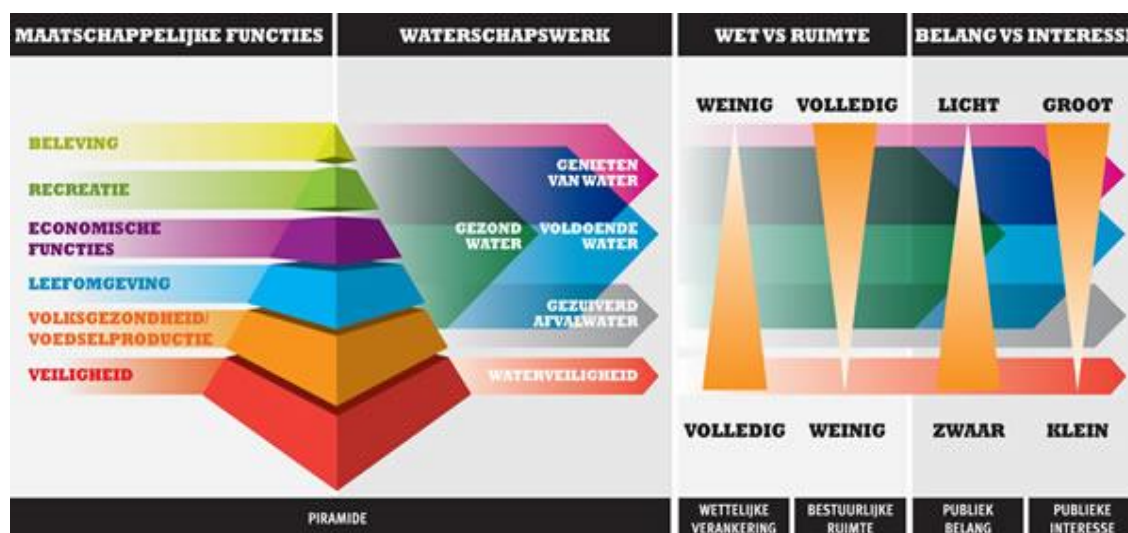 MAATSCHAPPELIJKE FUNCTIES
WATERSCHAPSWERK
WET VS RUIMTE
BELANG VS INTERESSE
BELEVING
RECREATIE
ECONOMISCHE
FUNCTIES
LEEFOMGEVING
VOLKSGEZONDHEID/
VOEDSELPRODUCTIE
VEILIGHEID
GENIETEN
VAN WATER
GEZOND
WATER
VOLDOENDE
WATER
GEZUIVERD
AFVALWATER
WATERVEILIGHEID
WEINIG
VOLLEDIG
LICHT
GROOT
VOLLEDIG
WEINIG
ZWAAR
KLEIN
PIRAMIDE
WETTELIJKE
VERANKERING
BESTUURLIJKE
RUIMTE
PUBLIEK
BELANG
PUBLIEKE
INTERESSE